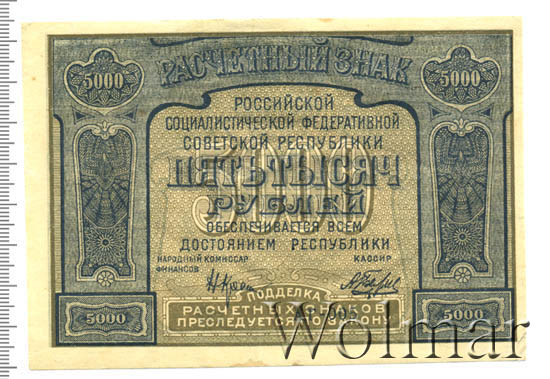 РАСЧЕТНЫЙ ЗНАК
5000
5000
РОССИЙСКОЙ
СОЦИАЛИСТИЧЕСКОЙ ФЕДЕРАТИВНОЙ
СОВЕТСКОЙ РЕСПУБЛИКИ
5000
ПЯТЬ ТЫСЯЧ
РУБЛЕЙ
ОБЕСПЕЧИВАЕТСЯ ВСЕМ
ДОСТОЯНИЕМ РЕСПУБЛИКИ
НАРОДНЫЙ КОМИССАР
ФИНАНСОВ
КАССИР
ПОДДЕЛКА
РАСЧЕТНЫХ ЗНАКОВ
ПРЕСЛЕДУЕТСЯ ПО ЗАКОНУ
5000
5000
Wolmar